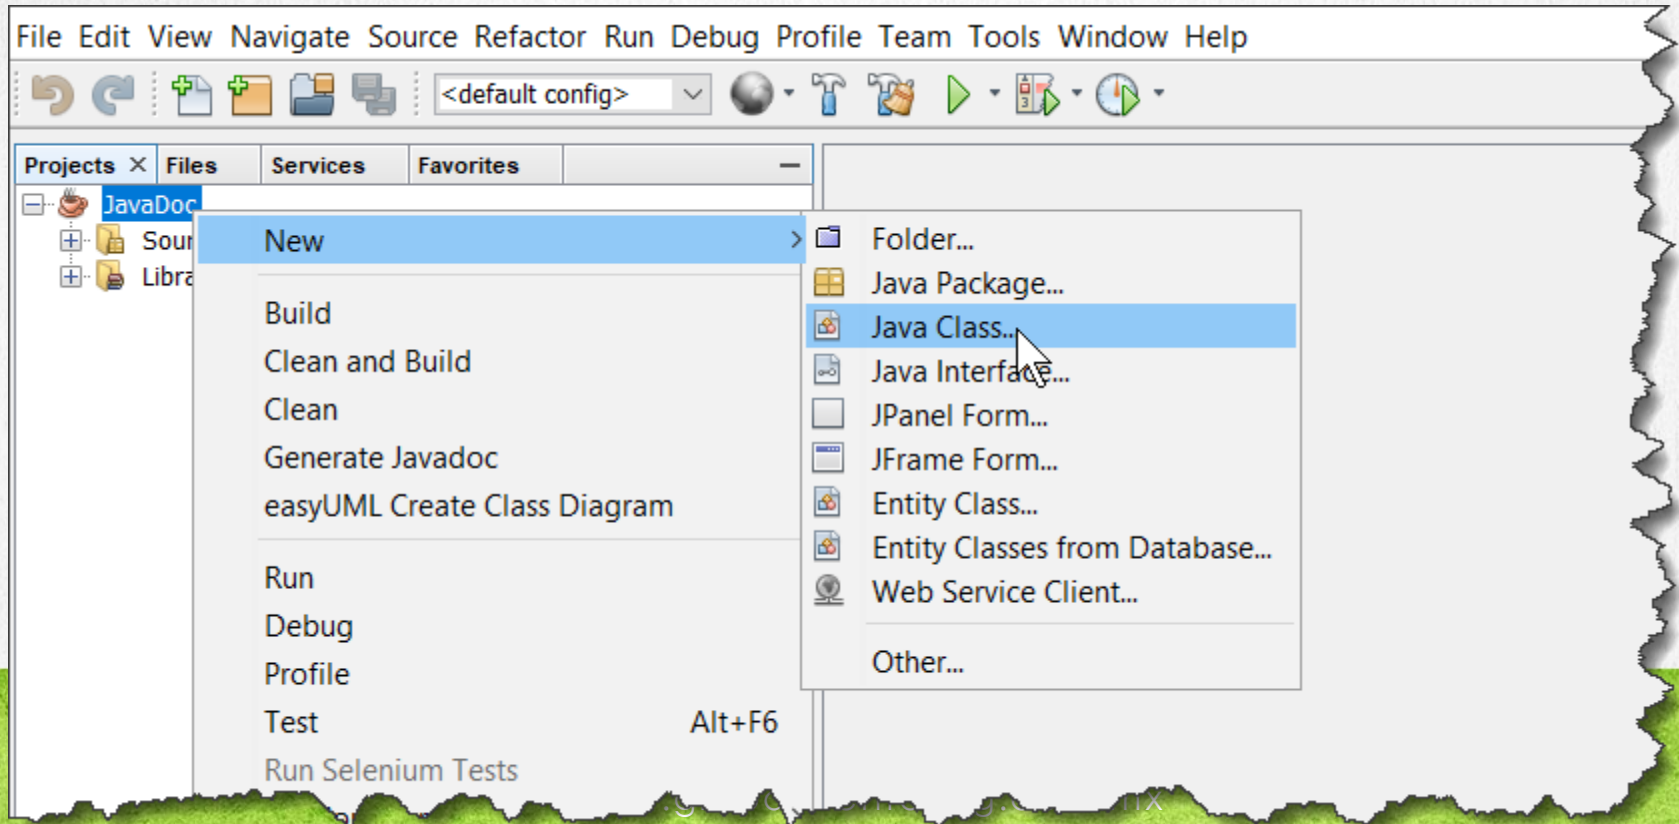 File Edit View Navigate Source Refactor Run Debug Profile Team Tools Window Help
<default config>
Projects Files Services Favorites
JavaDoc
New
Build
Clean and Build
Clean
Generate Javadoc
easyUML Create Class Diagram
Run
Debug
Profile
Test Alt+F6
Run Selenium Tests
Folder...
Java Package...
Java Class...
Java Interface...
JPanel Form...
JFrame Form...
Entity Class...
Entity Classes from Database...
Web Service Client...
Other...